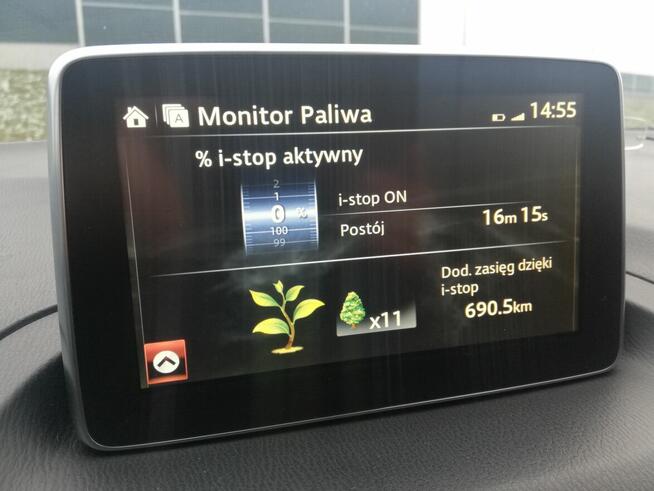 A Monitor Paliwa 14:55
% i-stop aktywny
2
1
0 %
100
99
i-stop ON
Postój 16m 15s
Dod. zasięg dzięki
i-stop
690.5km
x11